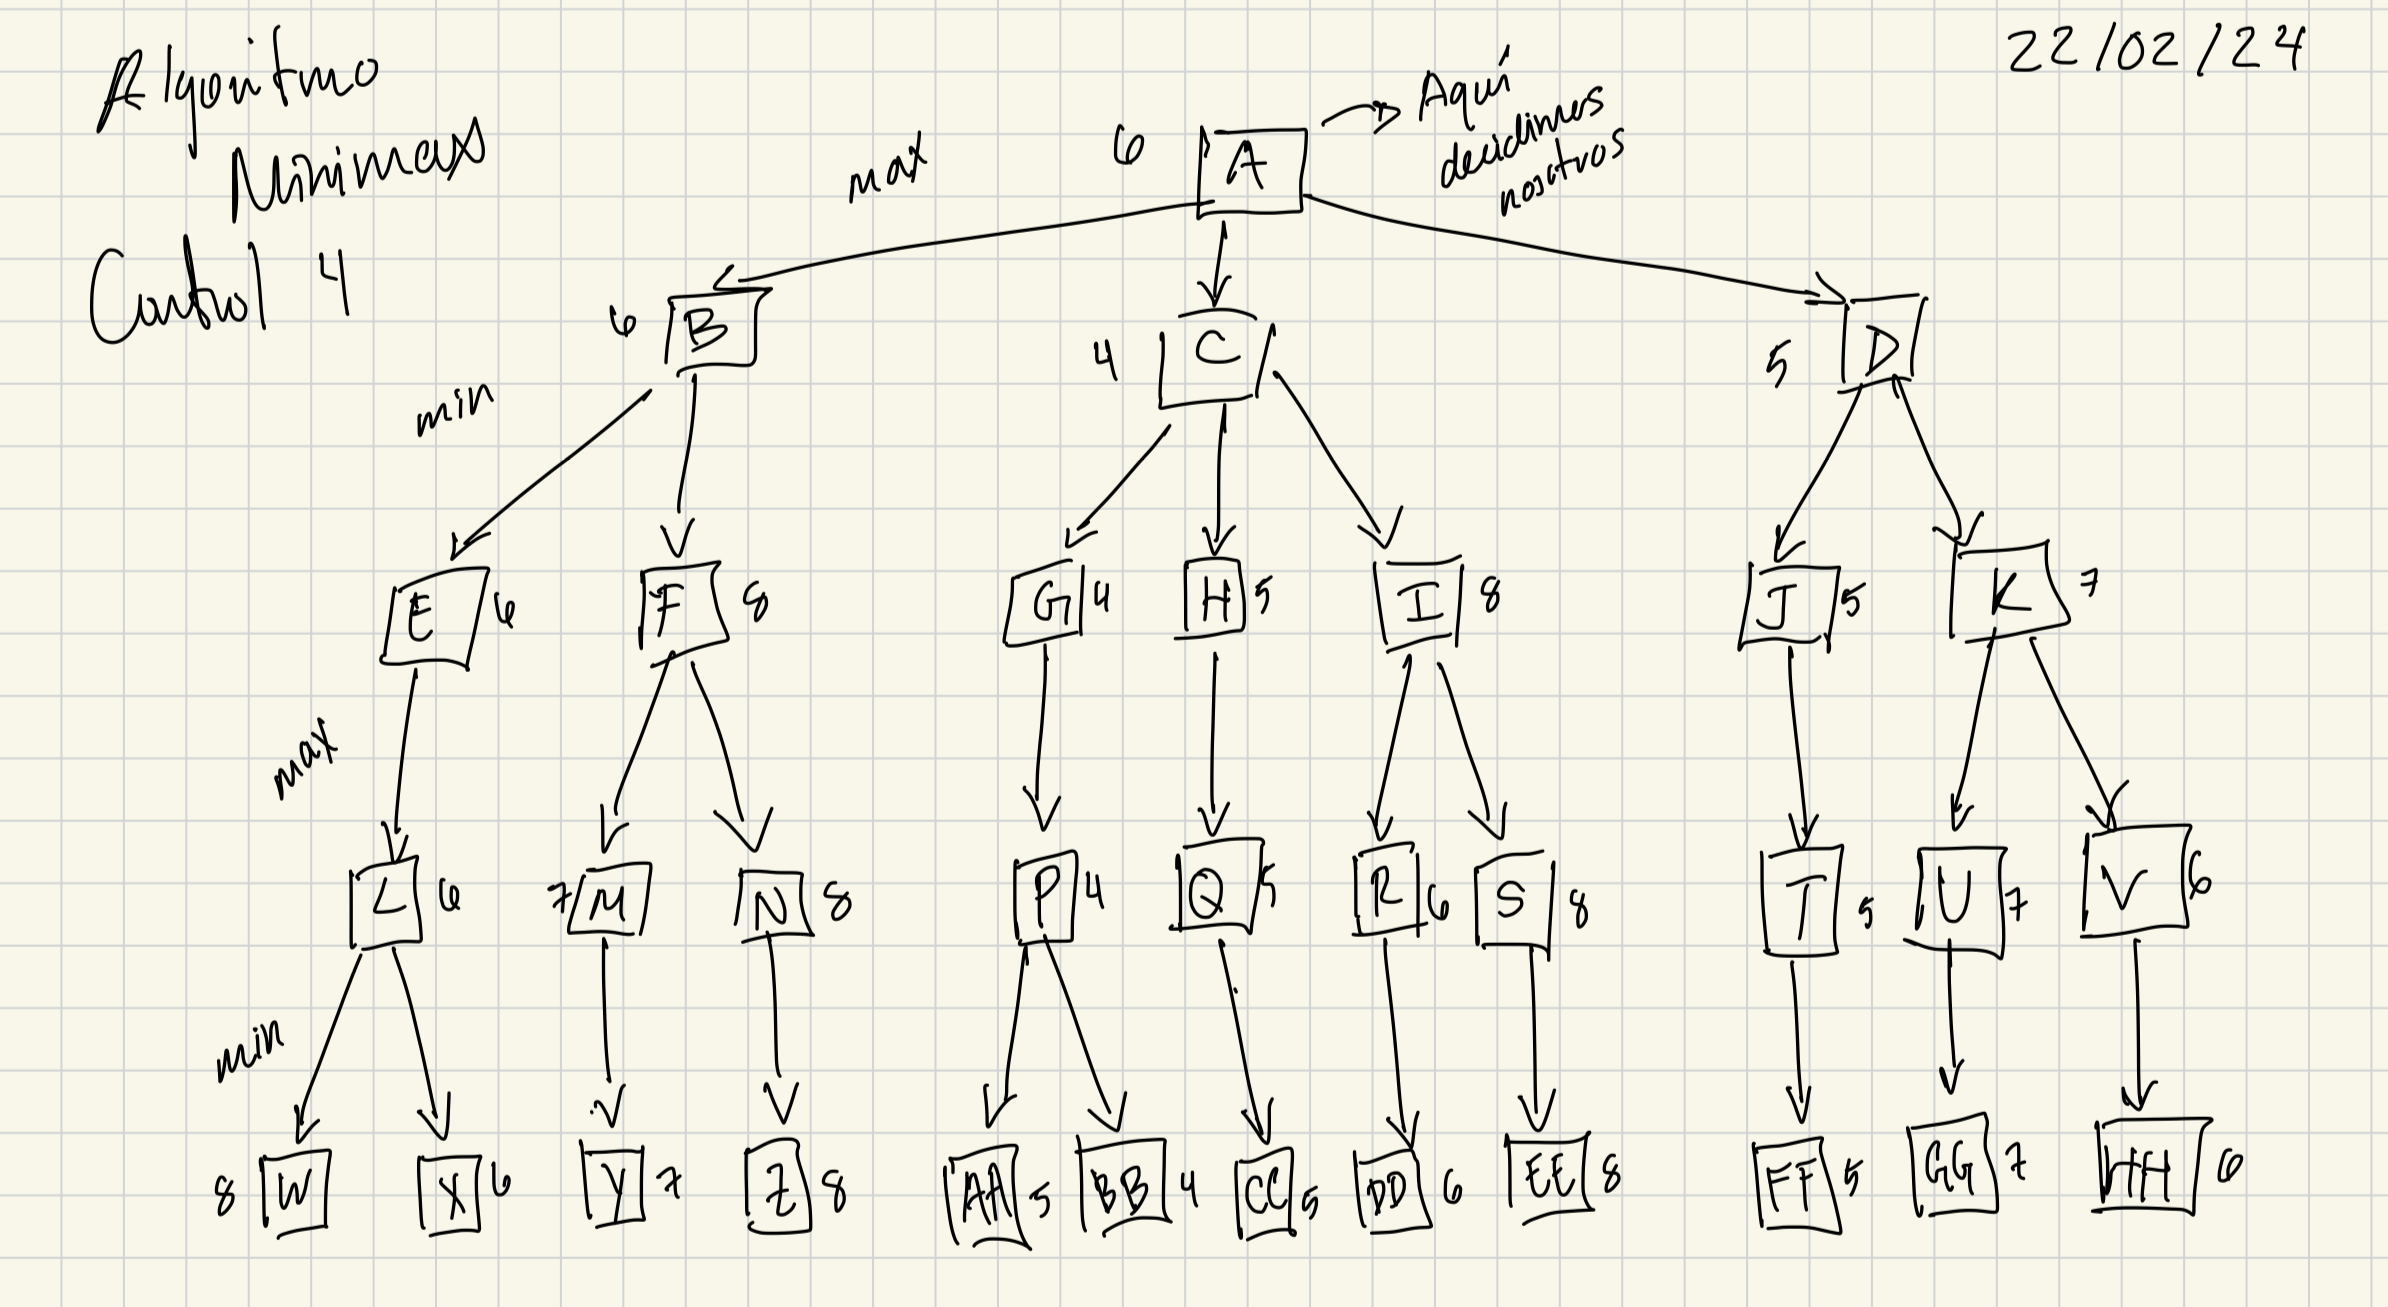 Algoritmo
Minimax
Control 4
22/02/24
Aquí
decidimos
nosotros
max
6 A
min
6 B
4 C
5 D
max
E 6
F 8
G 4
H 5
I 8
J 5
K 7
min
L 6
7 M
N 8
P 4
Q 5
R 6
S 8
T 5
U 7
V 6
8 W
X 6
Y 7
Z 8
AA 5
BB 4
CC 5
DD 6
EE 8
FF 5
GG 7
HH 6